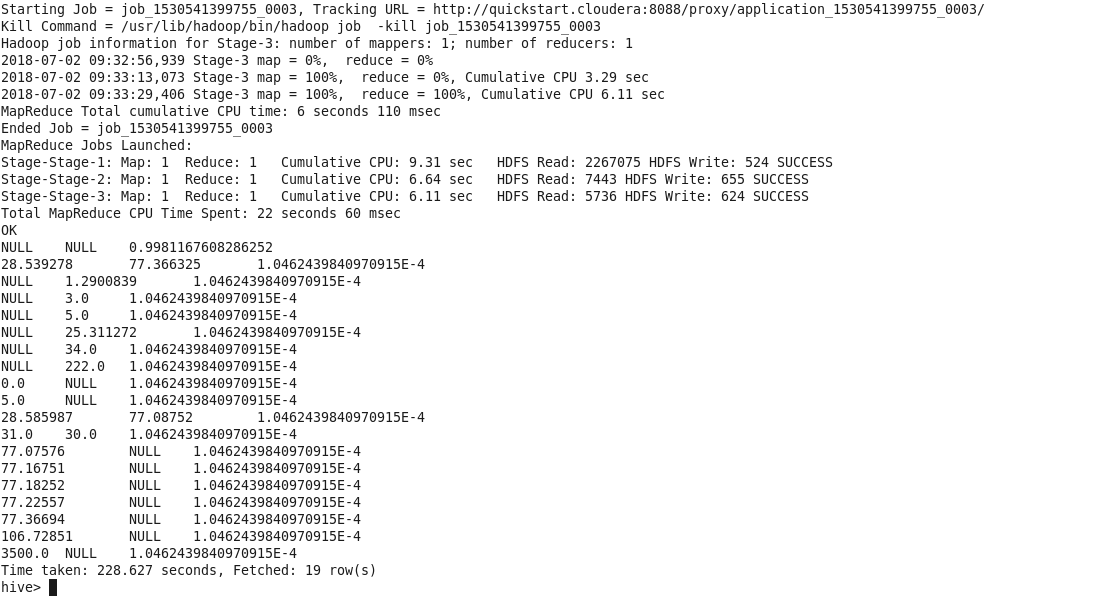 Starting Job = job_1530541399755_0003, Tracking URL = http://quickstart.cloudera:8088/proxy/application_1530541399755_0003/
Kill Command = /usr/lib/hadoop/bin/hadoop job  -kill job_1530541399755_0003
Hadoop job information for Stage-3: number of mappers: 1; number of reducers: 1
2018-07-02 09:32:56,939 Stage-3 map = 0%,  reduce = 0%
2018-07-02 09:33:13,073 Stage-3 map = 100%,  reduce = 0%, Cumulative CPU 3.29 sec
2018-07-02 09:33:29,406 Stage-3 map = 100%,  reduce = 100%, Cumulative CPU 6.11 sec
MapReduce Total cumulative CPU time: 6 seconds 110 msec
Ended Job = job_1530541399755_0003
MapReduce Jobs Launched:
Stage-Stage-1: Map: 1  Reduce: 1   Cumulative CPU: 9.31 sec   HDFS Read: 2267075 HDFS Write: 524 SUCCESS
Stage-Stage-2: Map: 1  Reduce: 1   Cumulative CPU: 6.64 sec   HDFS Read: 7443 HDFS Write: 655 SUCCESS
Stage-Stage-3: Map: 1  Reduce: 1   Cumulative CPU: 6.11 sec   HDFS Read: 5736 HDFS Write: 624 SUCCESS
Total MapReduce CPU Time Spent: 22 seconds 60 msec
OK
NULL    NULL    0.9981167608286252
28.539278       77.366325       1.0462439840970915E-4
NULL    1.2900839       1.0462439840970915E-4
NULL    3.0     1.0462439840970915E-4
NULL    5.0     1.0462439840970915E-4
NULL    25.311272       1.0462439840970915E-4
NULL    34.0    1.0462439840970915E-4
NULL    222.0   1.0462439840970915E-4
0.0     NULL    1.0462439840970915E-4
5.0     NULL    1.0462439840970915E-4
28.585987       77.08752        1.0462439840970915E-4
31.0    30.0    1.0462439840970915E-4
77.07576        NULL    1.0462439840970915E-4
77.16751        NULL    1.0462439840970915E-4
77.18252        NULL    1.0462439840970915E-4
77.22557        NULL    1.0462439840970915E-4
77.36694        NULL    1.0462439840970915E-4
106.72851       NULL    1.0462439840970915E-4
3500.0  NULL    1.0462439840970915E-4
Time taken: 228.627 seconds, Fetched: 19 row(s)
hive>